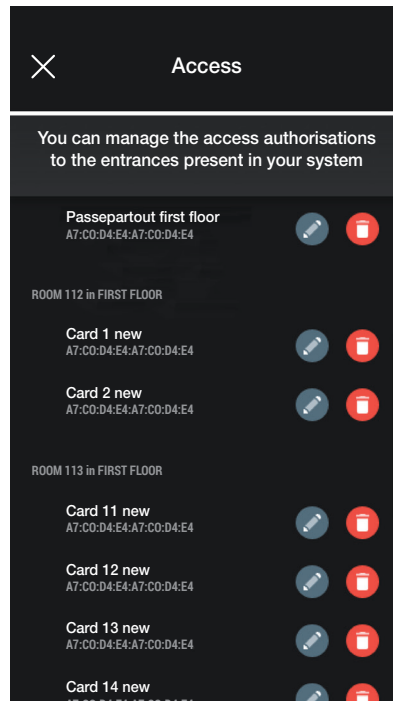 Access
You can manage the access authorisations
to the entrances present in your system
Passepartout first floor
A7:C0:D4:E4:A7:C0:D4:E4
ROOM 112 in FIRST FLOOR
Card 1 new
A7:C0:D4:E4:A7:C0:D4:E4
Card 2 new
A7:C0:D4:E4:A7:C0:D4:E4
ROOM 113 in FIRST FLOOR
Card 11 new
A7:C0:D4:E4:A7:C0:D4:E4
Card 12 new
A7:C0:D4:E4:A7:C0:D4:E4
Card 13 new
A7:C0:D4:E4:A7:C0:D4:E4
Card 14 new